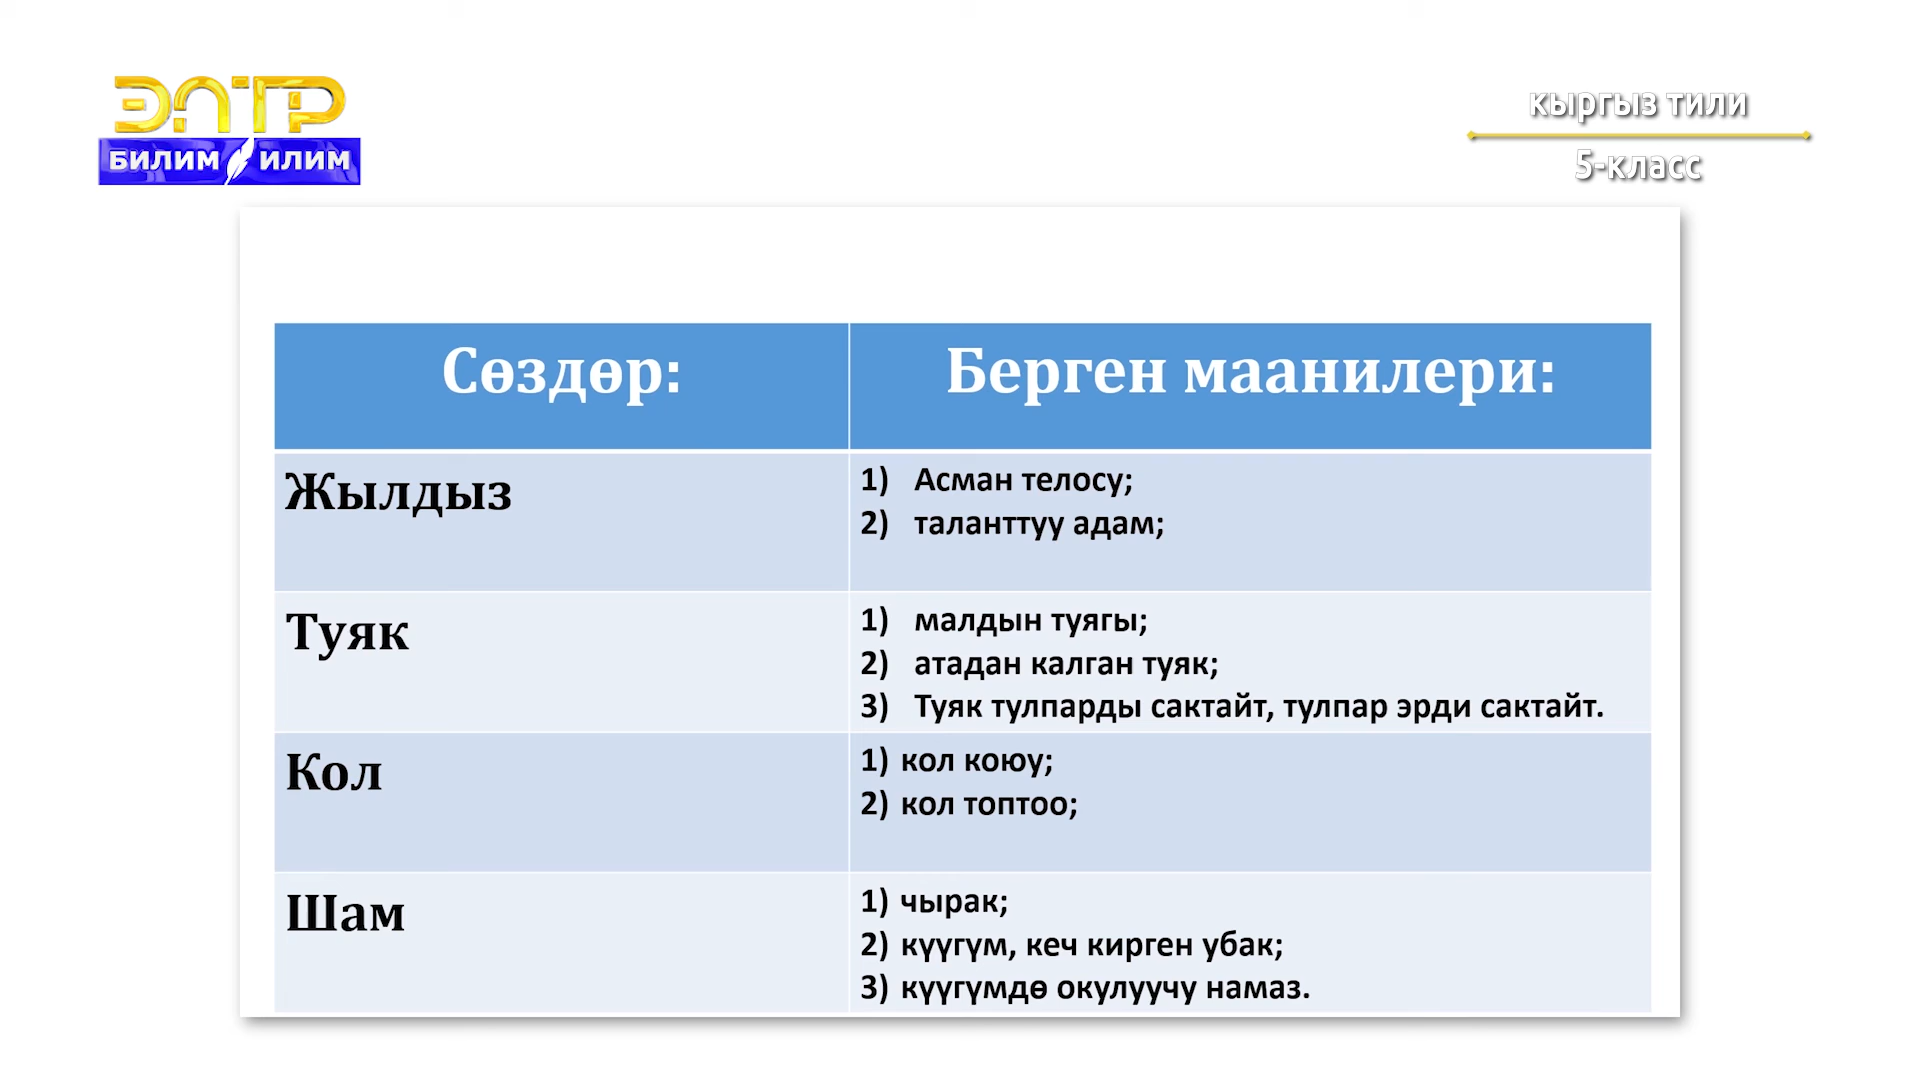 ЭЛТР
БИЛИМ ИЛИМ
кыргыз тили
5-класс
Сөздөр:
Берген маанилери:
Жылдыз
1) Асман телосу;
2) таланттуу адам;
Туяк
1) малдын туягы;
2) атадан калган туяк;
3) Туяк тулпарды сактайт, тулпар эрди сактайт.
Кол
1) кол коюу;
2) кол топтоо;
Шам
1) чырак;
2) күүгүм, кеч кирген убак;
3) күүгүмдө окулуучу намаз.